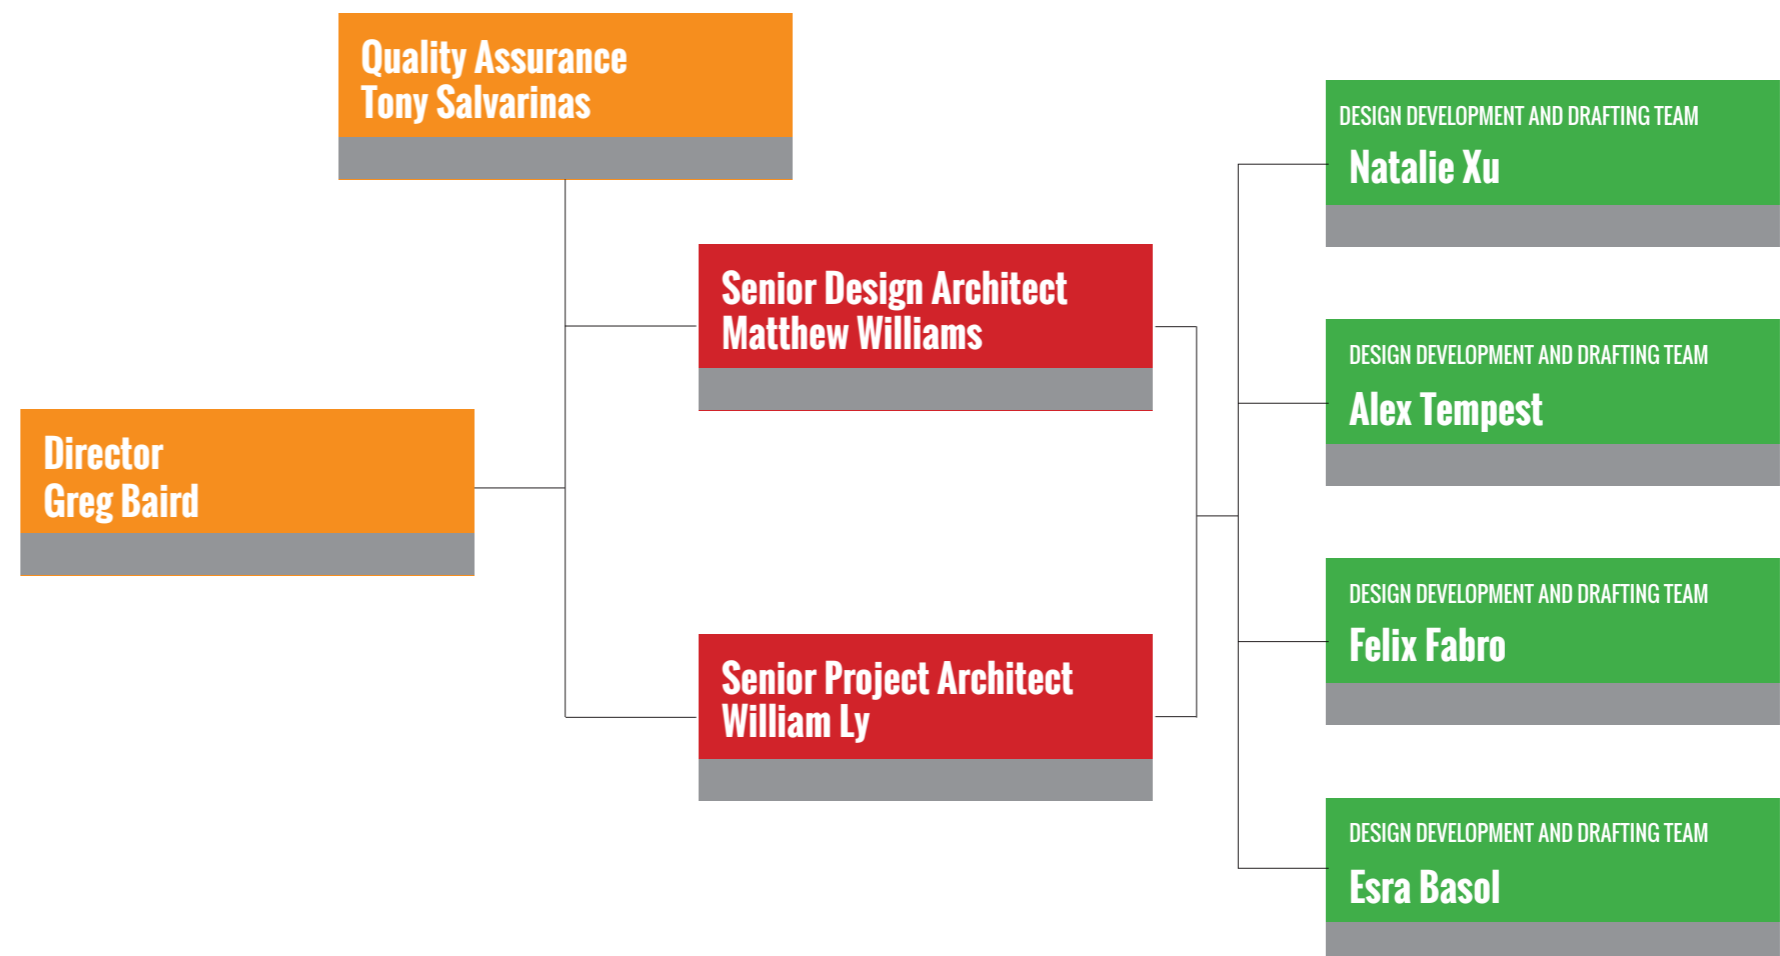 Quality Assurance
Tony Salvarinas
Director
Greg Baird
Senior Design Architect
Matthew Williams
Senior Project Architect
William Ly
DESIGN DEVELOPMENT AND DRAFTING TEAM
Natalie Xu
DESIGN DEVELOPMENT AND DRAFTING TEAM
Alex Tempest
DESIGN DEVELOPMENT AND DRAFTING TEAM
Felix Fabro
DESIGN DEVELOPMENT AND DRAFTING TEAM
Esra Basol